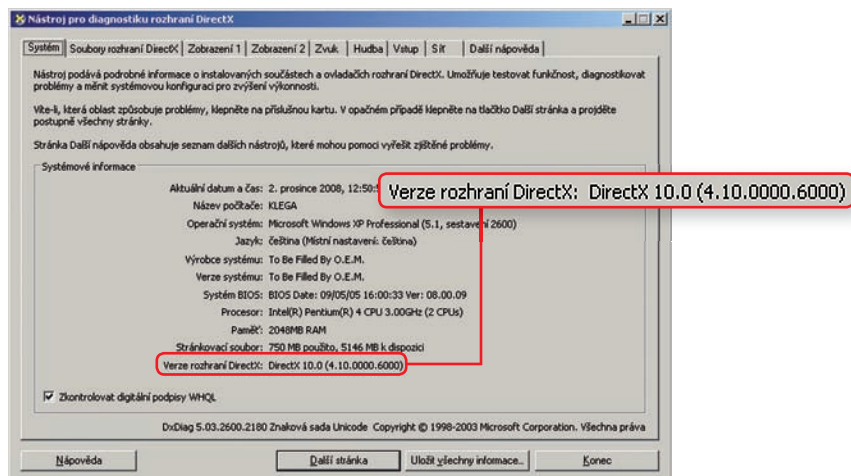 Nástroj pro diagnostiku rozhraní DirectX
Systém Soubory rozhraní DirectX Zobrazení 1 Zobrazení 2 Zvuk Hudba Vstup Síť Další nápověda
Nástroj podává podrobné informace o instalovaných součástech a ovladačích rozhraní DirectX. Umožňuje testovat funkčnost, diagnostikovat
problémy a měnit systémovou konfiguraci pro zvýšení výkonnosti.
Víte-li, která oblast způsobuje problémy, klepněte na příslušnou kartu. V opačném případě klepněte na tlačítko Další stránka a projděte
postupně všechny stránky.
Stránka Další nápověda obsahuje seznam dalších nástrojů, které mohou pomoci vyřešit zjištěné problémy.
Systémové informace
Aktuální datum a čas: 2. prosince 2008, 12:50:
Verze rozhraní DirectX: DirectX 10.0 (4.10.0000.6000)
Název počítače: KLEGA
Operační systém: Microsoft Windows XP Professional (5.1, sestavení 2600)
Jazyk: čeština (Místní nastavení: čeština)
Výrobce systému: To Be Filled By O.E.M.
Verze systému: To Be Filled By O.E.M.
Systém BIOS: BIOS Date: 09/05/05 16:00:33 Ver: 08.00.09
Procesor: Intel(R) Pentium(R) 4 CPU 3.00GHz (2 CPUs)
Paměť: 2048MB RAM
Stránkovací soubor: 750 MB použito, 5146 MB k dispozici
Verze rozhraní DirectX: DirectX 10.0 (4.10.0000.6000)
Zkontrolovat digitální podpisy WHQL
DxDiag 5.03.2600.2180 Znaková sada Unicode Copyright © 1998-2003 Microsoft Corporation. Všechna práva
Nápověda Další stránka Uložit všechny informace... Konec